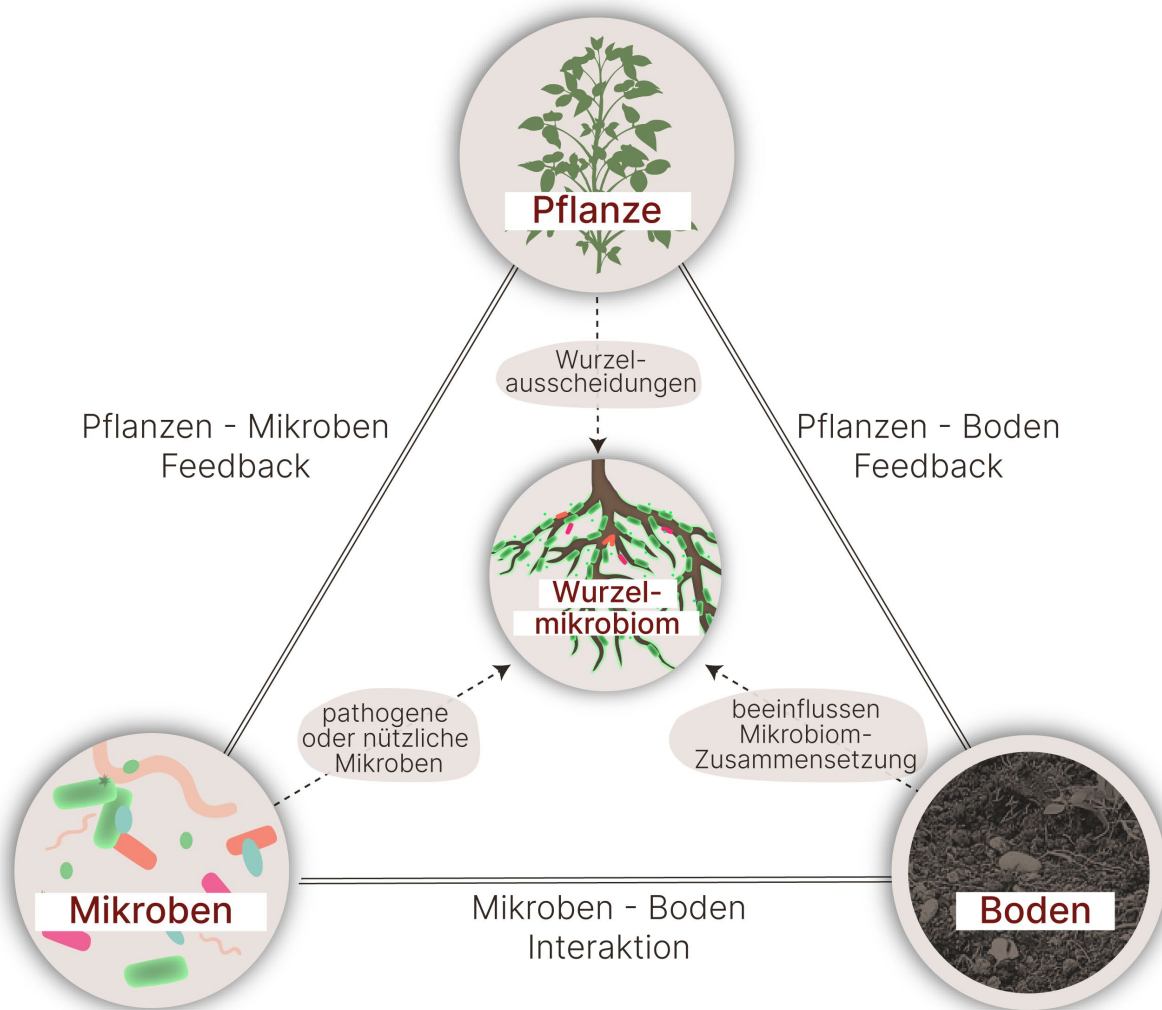 Pflanze
Wurzel-
ausscheidungen
Pflanzen - Mikroben
Feedback
Pflanzen - Boden
Feedback
Wurzel-
mikrobiom
pathogene
oder nützliche
Mikroben
beeinflussen
Mikrobiom-
Zusammensetzung
Mikroben
Mikroben - Boden
Interaktion
Boden